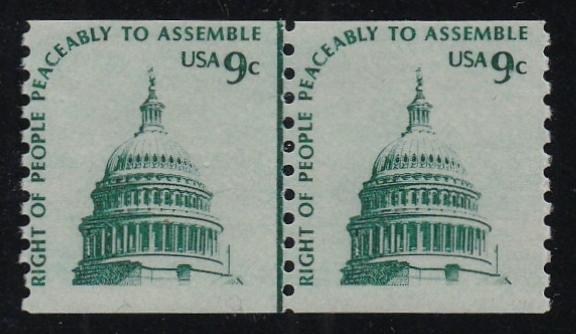 RIGHT OF PEOPLE PEACEABLY TO ASSEMBLE
USA 9c
RIGHT OF PEOPLE PEACEABLY TO ASSEMBLE
USA 9c